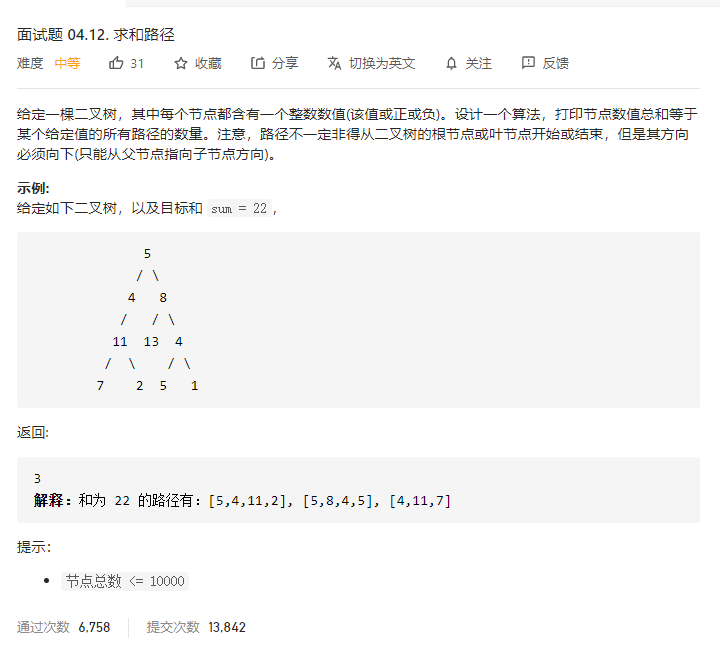 面试题 04.12. 求和路径
难度 中等 31 收藏 分享 切换为英文 关注 反馈
给定一棵二叉树，其中每个节点都含有一个整数数值(该值或正或负)。设计一个算法，打印节点数值总和等于
某个给定值的所有路径的数量。注意，路径不一定非得从二叉树的根节点或叶节点开始或结束，但是其方向
必须向下(只能从父节点指向子节点方向)。
示例:
给定如下二叉树，以及目标和 sum = 22 ，
5
/ \
4 8
/ / \
11 13 4
/ \ / \
7 2 5 1
返回:
3
解释：和为 22 的路径有：[5,4,11,2], [5,8,4,5], [4,11,7]
提示：
• 节点总数 <= 10000
通过次数 6,758 提交次数 13,842